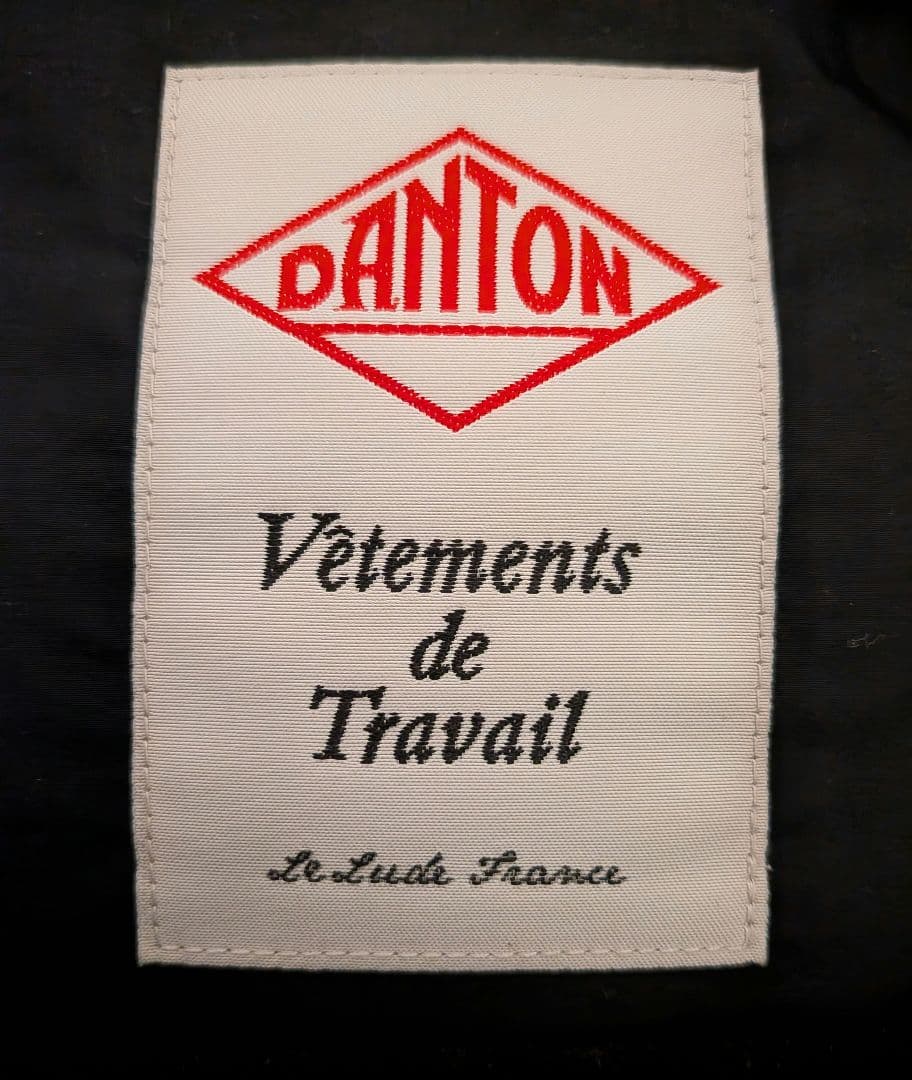 DANTON
Vêtements
de
Travail
Le Lude France